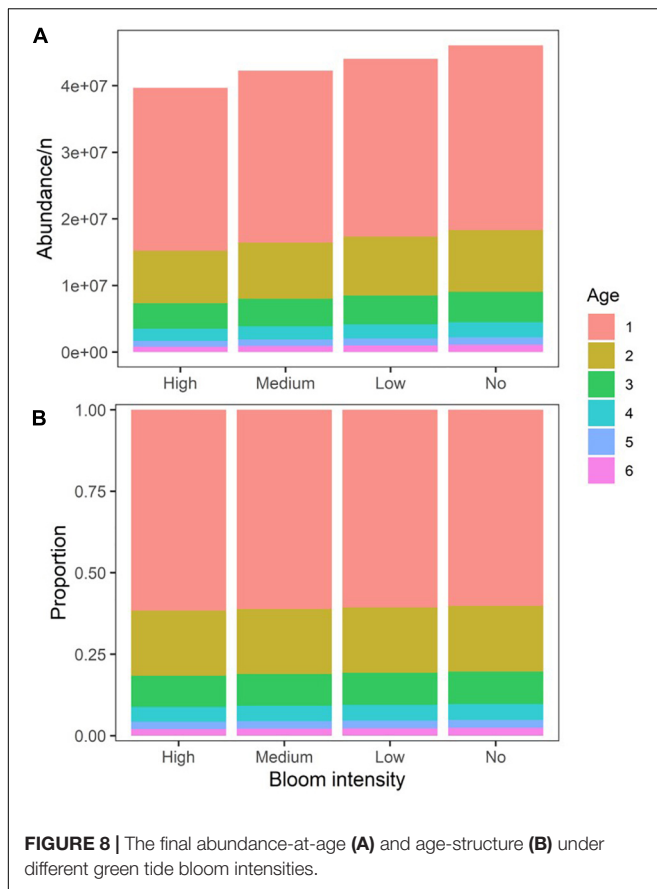 A
Abundance/n
4e+07
3e+07
2e+07
1e+07
0e+00
High Medium Low No
B
Proportion
1.00
0.75
0.50
0.25
0.00
High Medium Low No
Bloom intensity
Age
1
2
3
4
5
6
FIGURE 8 | The final abundance-at-age (A) and age-structure (B) under
different green tide bloom intensities.